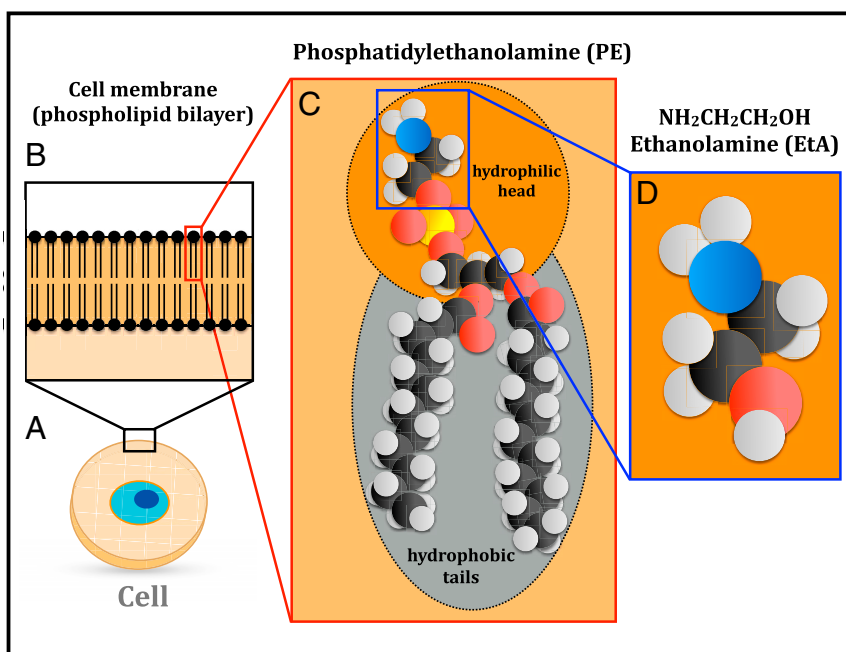 Phosphatidylethanolamine (PE)
Cell membrane
(phospholipid bilayer)
B
C
hydrophilic
head
NH₂CH₂CH₂OH
Ethanolamine (EtA)
D
A
hydrophobic
tails
Cell